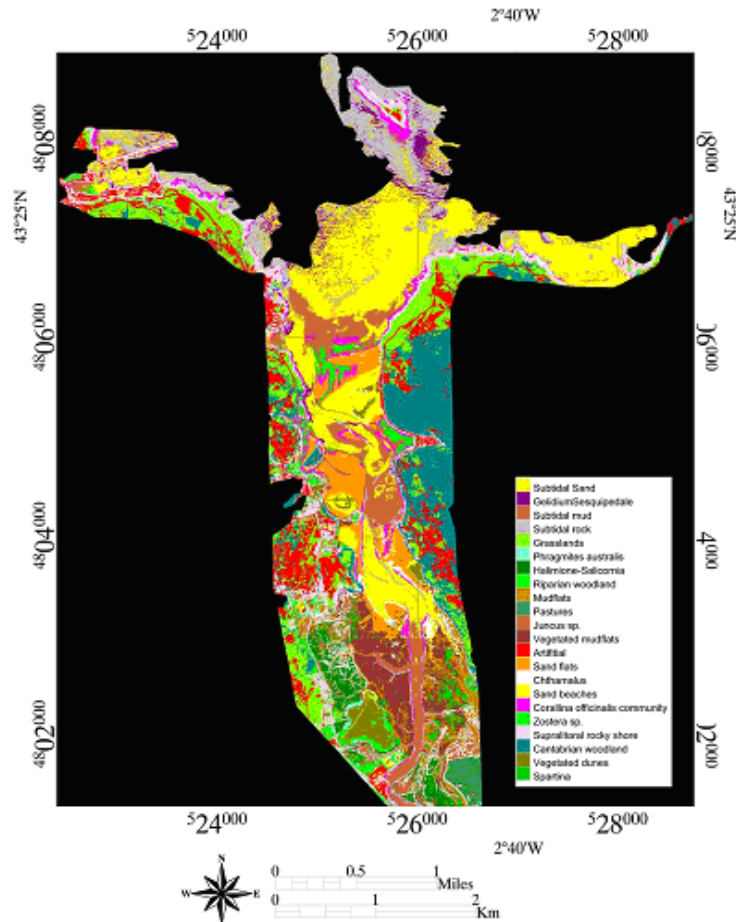 2°40'W
524000 526000 528000
4808000
8000
43°25'N
43°25'N
4806000
6000
4804000
4000
4802000
2000
Subtidal Sand
GelidiumSesquipedale
Subtidal mud
Subtidal rock
Grasslands
Phragmites australis
Halimione-Salicornia
Riparian woodland
Mudflats
Pastures
Juncus sp.
Vegetated mudflats
Artifitial
Sand flats
Chthamalus
Sand beaches
Corallina officinalis community
Zostera sp.
Supralitoral rocky shore
Cantabrian woodland
Vegetated dunes
Spartina
524000 526000 528000
2°40'W
N
W E
S
0 0.5 1
Miles
0 1 2
Km